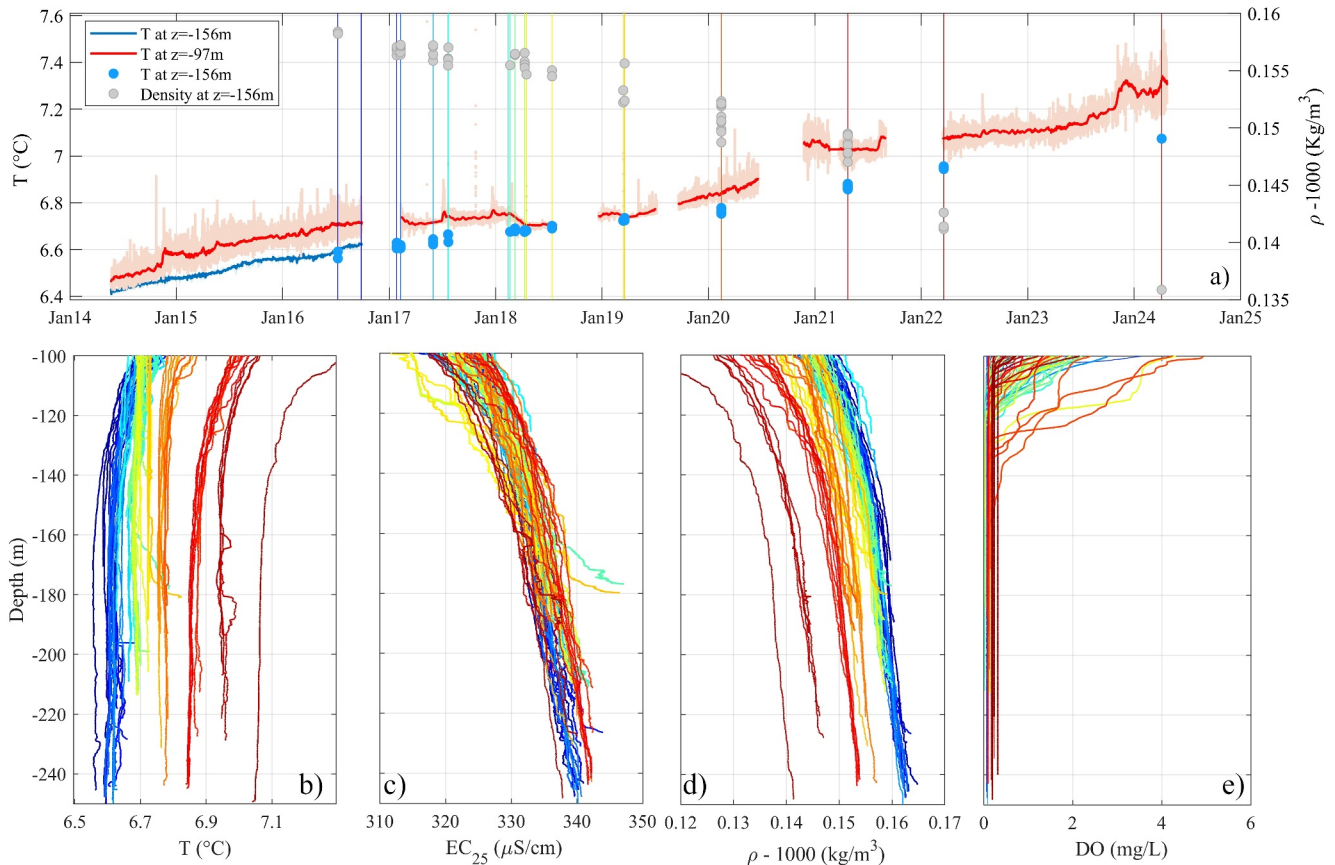 7.6
7.4
7.2
7
6.8
6.6
6.4
T (°C)
T at z=-156m
T at z=-97m
T at z=-156m
Density at z=-156m
0.16
0.155
0.15
0.145
0.14
0.135
ρ -1000 (Kg/m³)
a)
Jan14 Jan15 Jan16 Jan17 Jan18 Jan19 Jan20 Jan21 Jan22 Jan23 Jan24 Jan25
-100
-120
-140
-160
-180
-200
-220
-240
Depth (m)
b)
6.5 6.7 6.9 7.1
T (°C)
c)
310 320 330 340 350
EC₂₅ (μS/cm)
d)
0.12 0.13 0.14 0.15 0.16 0.17
ρ - 1000 (kg/m³)
e)
0 2 4 6
DO (mg/L)